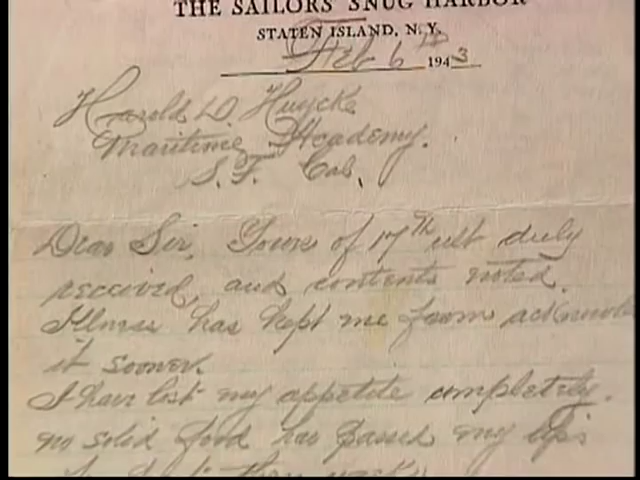 THE SAILORS' SNUG HARBOR
STATEN ISLAND, N.Y.
Feb 6th 1943
Harold D. Huycke
Maritime Academy.
S.F. Cal.
Dear Sir, Yours of 17th ult duly
received, and contents noted.
Illness has kept me from acknowle
it sooner.
I have lost my appetite completely.
no solid food has passed my lips